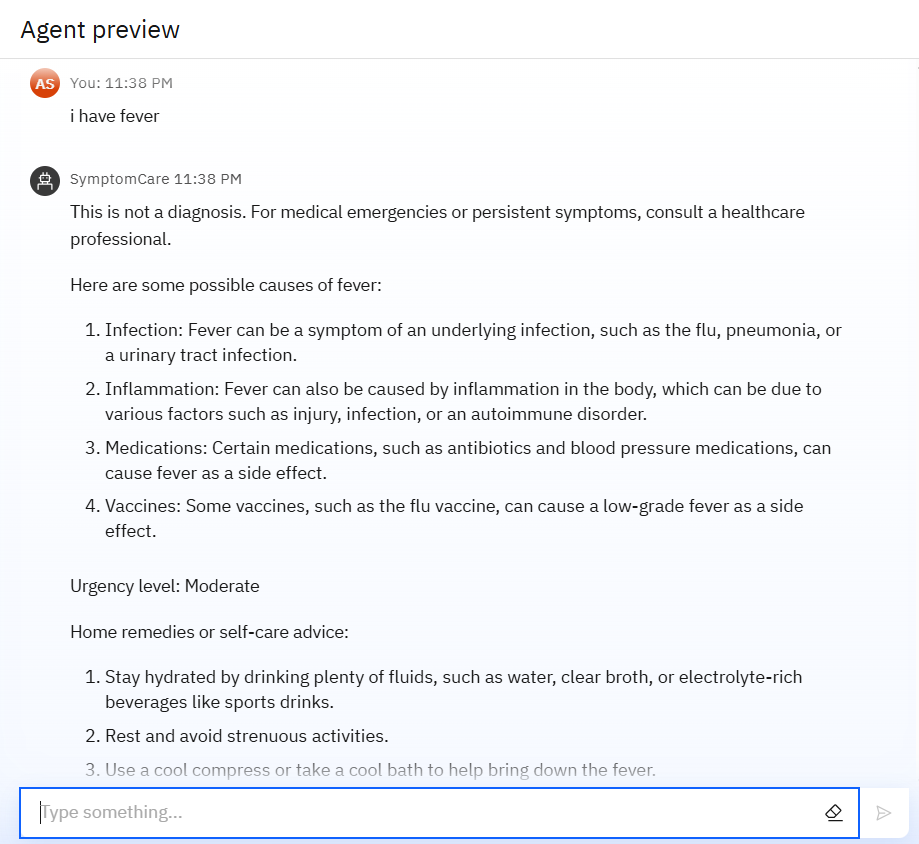 Agent preview
AS You: 11:38 PM
i have fever
SymptomCare 11:38 PM
This is not a diagnosis. For medical emergencies or persistent symptoms, consult a healthcare
professional.
Here are some possible causes of fever:
1. Infection: Fever can be a symptom of an underlying infection, such as the flu, pneumonia, or
a urinary tract infection.
2. Inflammation: Fever can also be caused by inflammation in the body, which can be due to
various factors such as injury, infection, or an autoimmune disorder.
3. Medications: Certain medications, such as antibiotics and blood pressure medications, can
cause fever as a side effect.
4. Vaccines: Some vaccines, such as the flu vaccine, can cause a low-grade fever as a side
effect.
Urgency level: Moderate
Home remedies or self-care advice:
1. Stay hydrated by drinking plenty of fluids, such as water, clear broth, or electrolyte-rich
beverages like sports drinks.
2. Rest and avoid strenuous activities.
3. Use a cool compress or take a cool bath to help bring down the fever.
Type something...